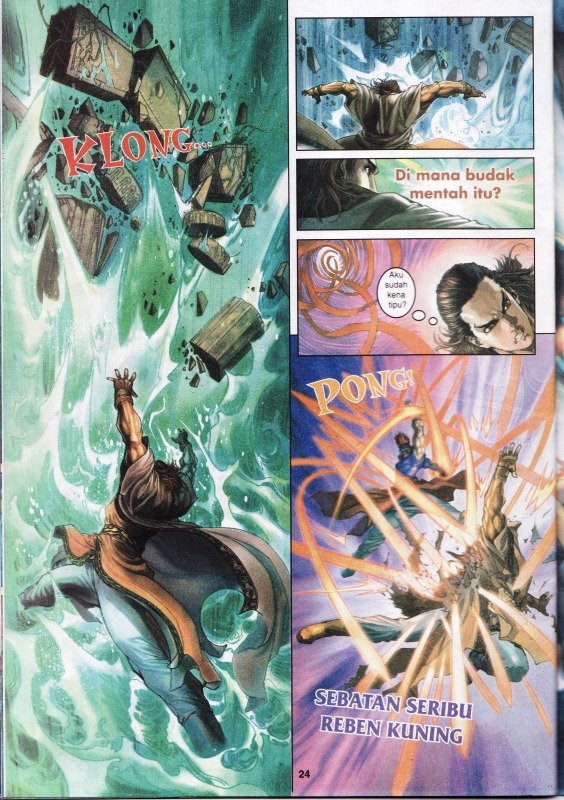 KLONG...
Di mana budak
mentah itu?
Aku
sudah
kena
tipu?
PONG!
SEBATAN SERIBU
REBEN KUNING
24